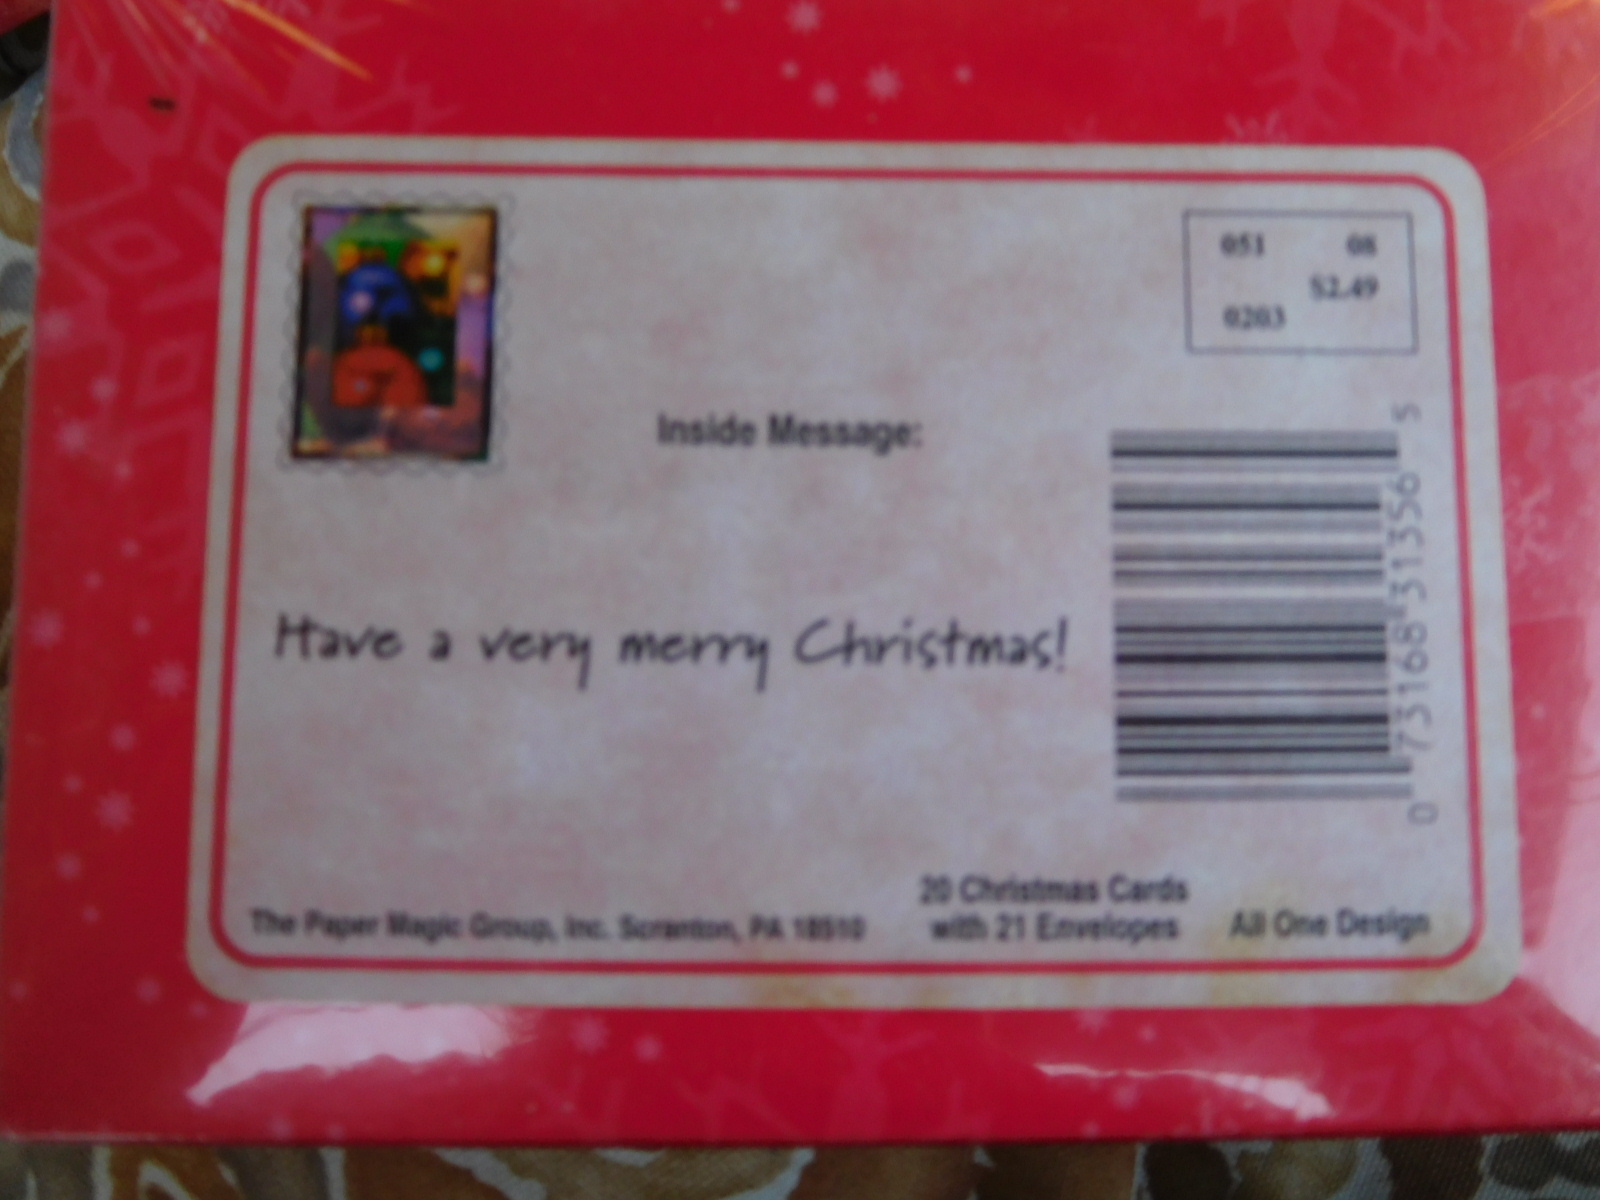 051 08
$2.49
0203
Inside Message:
Have a very merry Christmas!
0 73168 31356 5
20 Christmas Cards
with 21 Envelopes
The Paper Magic Group, Inc. Scranton, PA 18510
All One Design